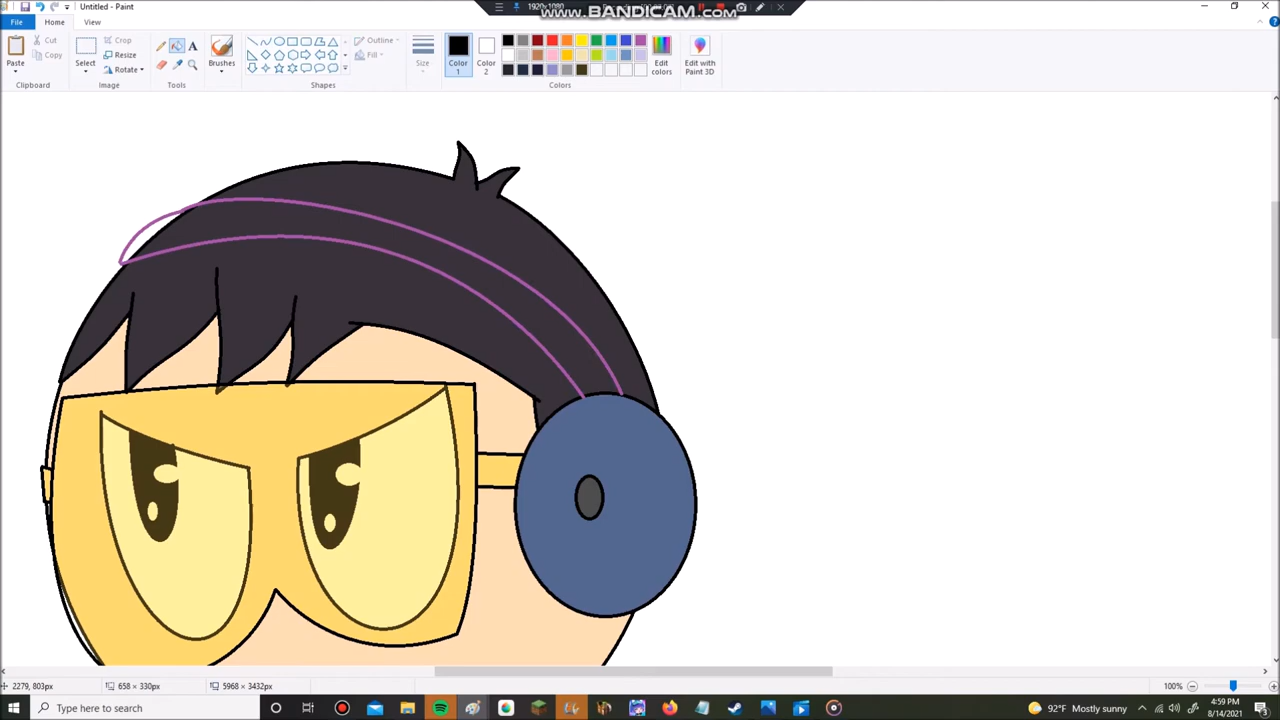 Untitled - Paint
1920x1080
www.BANDICAM.com
File Home View
Paste
Cut
Copy
Clipboard
Select
Crop
Resize
Rotate
Image
A
Tools
Brushes
Outline
Fill
Shapes
Size
Color 1
Color 2
Colors
Edit colors
Edit with Paint 3D
2279, 803px
658 × 330px
5968 × 3432px
100%
Type here to search
92°F Mostly sunny
4:59 PM
8/14/2021